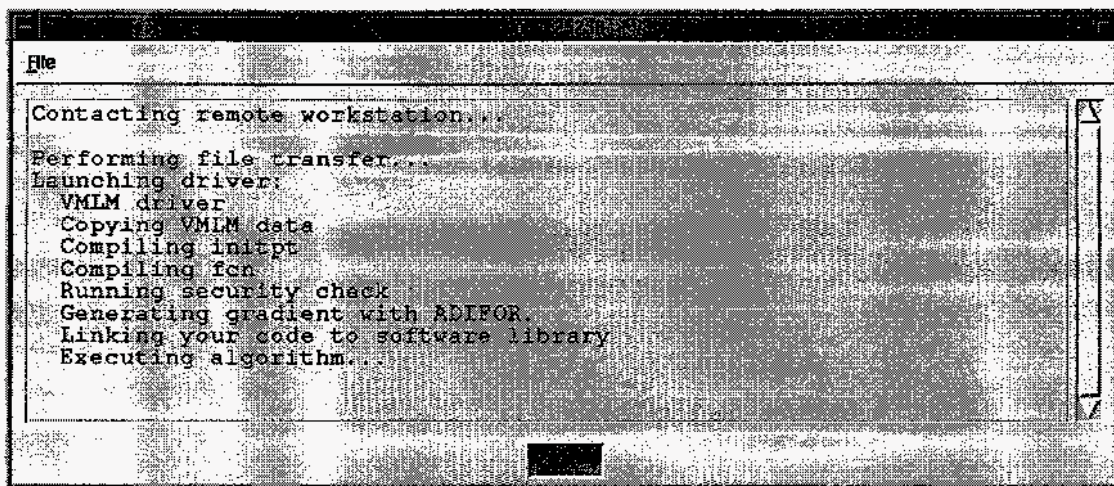 File
Contacting remote workstation...
Performing file transfer...
Launching driver:
VMLM driver
Copying VMLM data
Compiling initpt
Compiling fcn
Running security check
Generating gradient with ADIFOR.
Linking your code to software library
Executing algorithm...